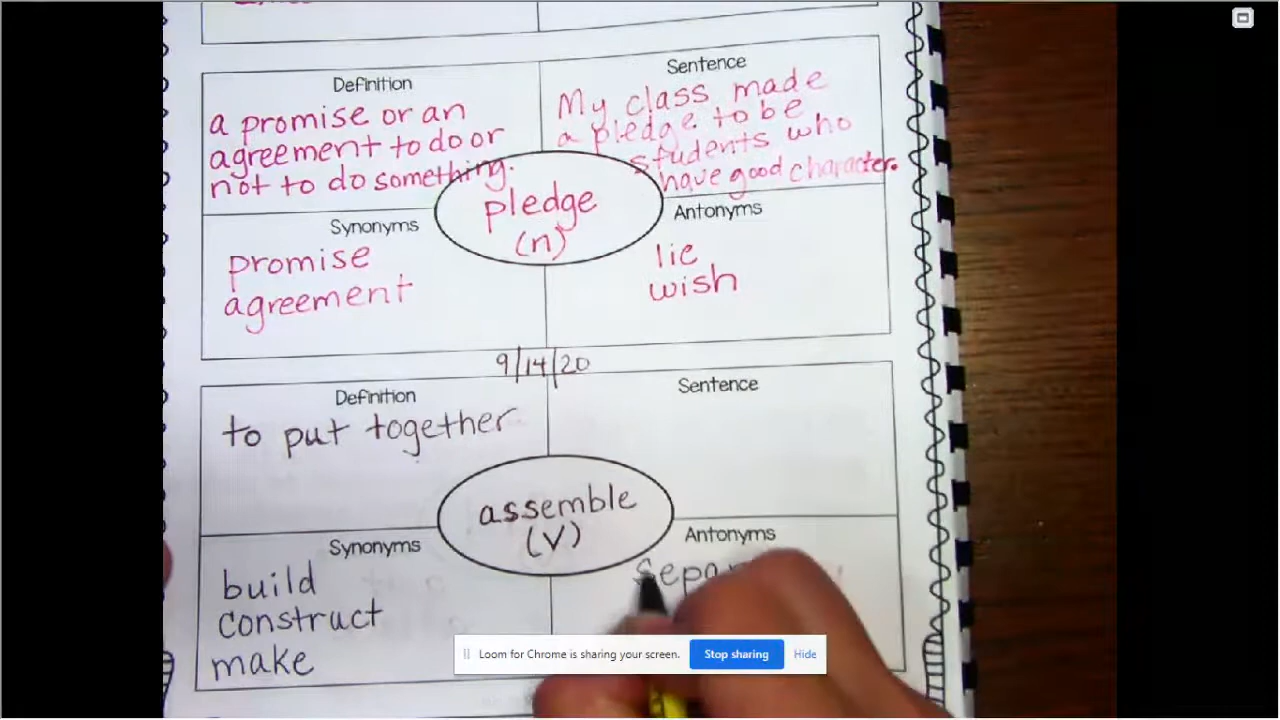 Definition
a promise or an
agreement to do or
not to do something.
Sentence
My class made
a pledge to be
students who
have good character.
pledge
(n)
Synonyms
promise
agreement
Antonyms
lie
wish
9/14/20
Definition
to put together
Sentence
assemble
(v)
Synonyms
build
construct
make
Antonyms
Loom for Chrome is sharing your screen.
Stop sharing
Hide